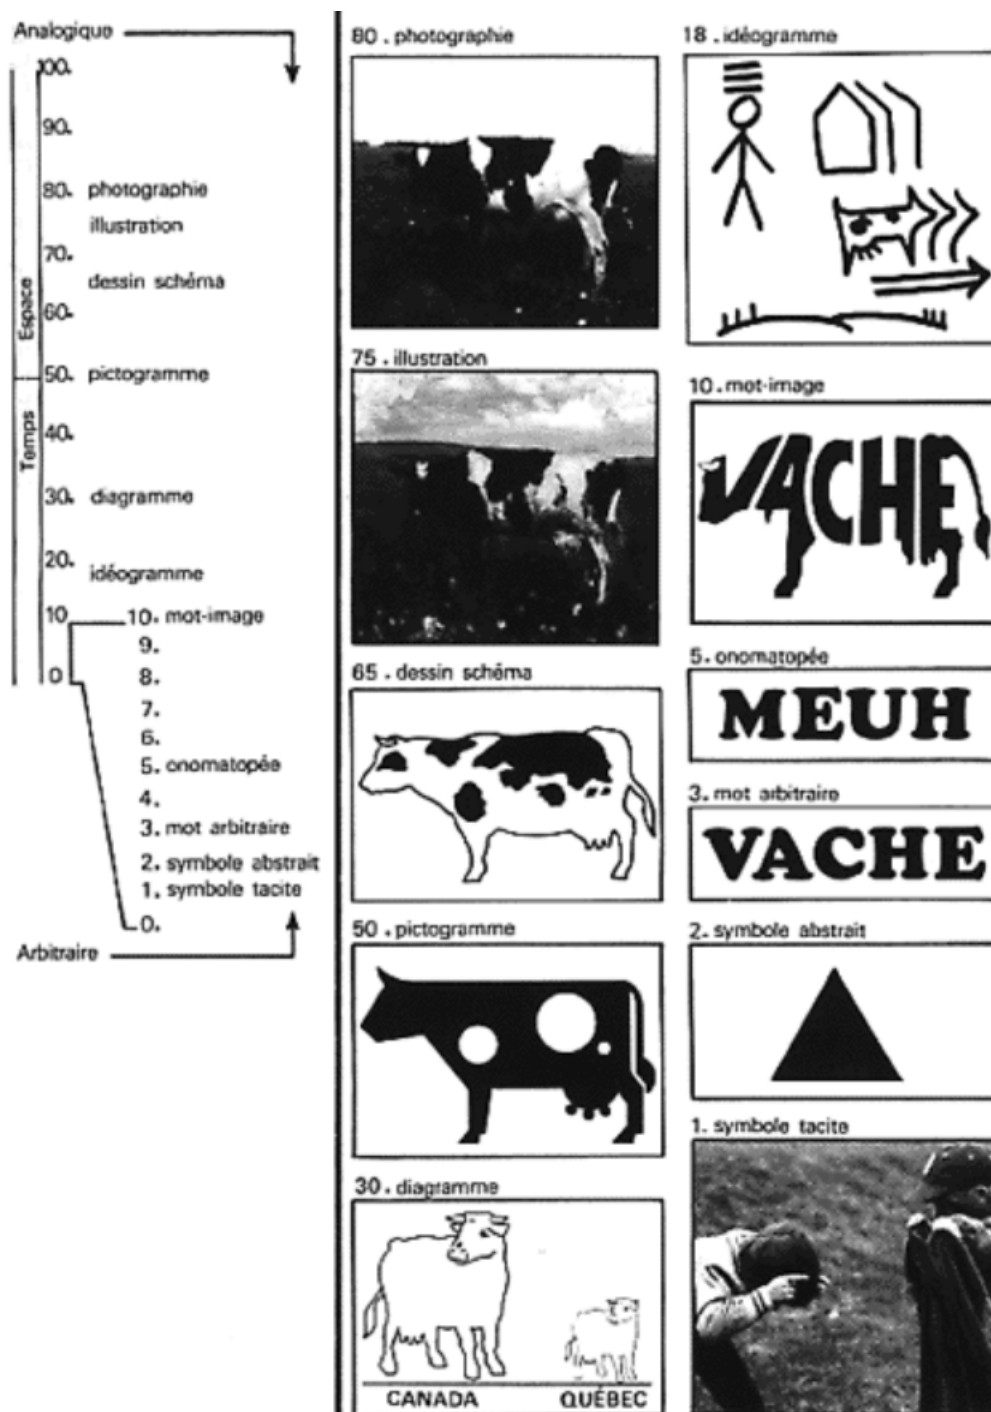 Analogique
100.
90.
80. photographie
illustration
70.
dessin schéma
60.
50. pictogramme
40.
30. diagramme
20.
idéogramme
10
10. mot-image
9.
0
8.
7.
6.
5. onomatopée
4.
3. mot arbitraire
2. symbole abstrait
1. symbole tacite
0.
Arbitraire
Espace
Temps
80. photographie
75. illustration
65. dessin schéma
50. pictogramme
30. diagramme
CANADA QUÉBEC
18. idéogramme
10. mot-image
VACHE
5. onomatopée
MEUH
3. mot arbitraire
VACHE
2. symbole abstrait
1. symbole tacite